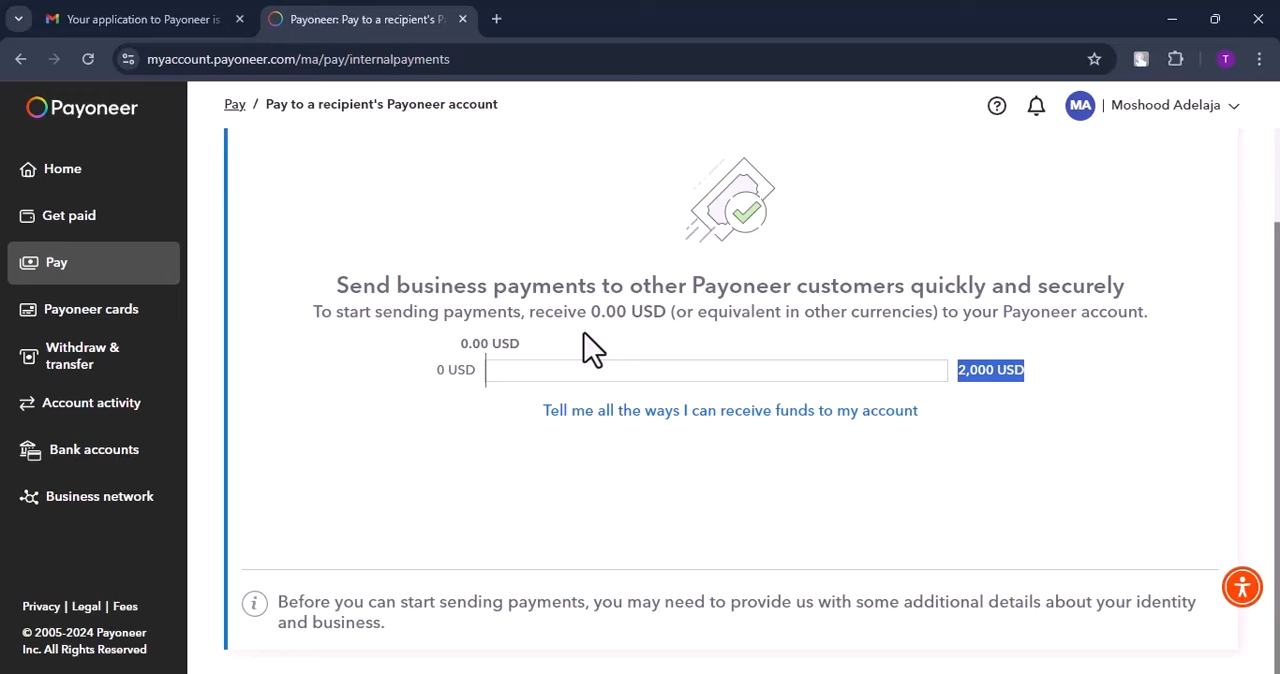 Your application to Payoneer is
Payoneer: Pay to a recipient's P
myaccount.payoneer.com/ma/pay/internalpayments
T
Payoneer
Pay / Pay to a recipient's Payoneer account
MA | Moshood Adelaja
Home
Get paid
Pay
Payoneer cards
Withdraw &
transfer
Account activity
Bank accounts
Business network
Privacy | Legal | Fees
© 2005-2024 Payoneer
Inc. All Rights Reserved
Send business payments to other Payoneer customers quickly and securely
To start sending payments, receive 0.00 USD (or equivalent in other currencies) to your Payoneer account.
0.00 USD
0 USD 2,000 USD
Tell me all the ways I can receive funds to my account
Before you can start sending payments, you may need to provide us with some additional details about your identity
and business.